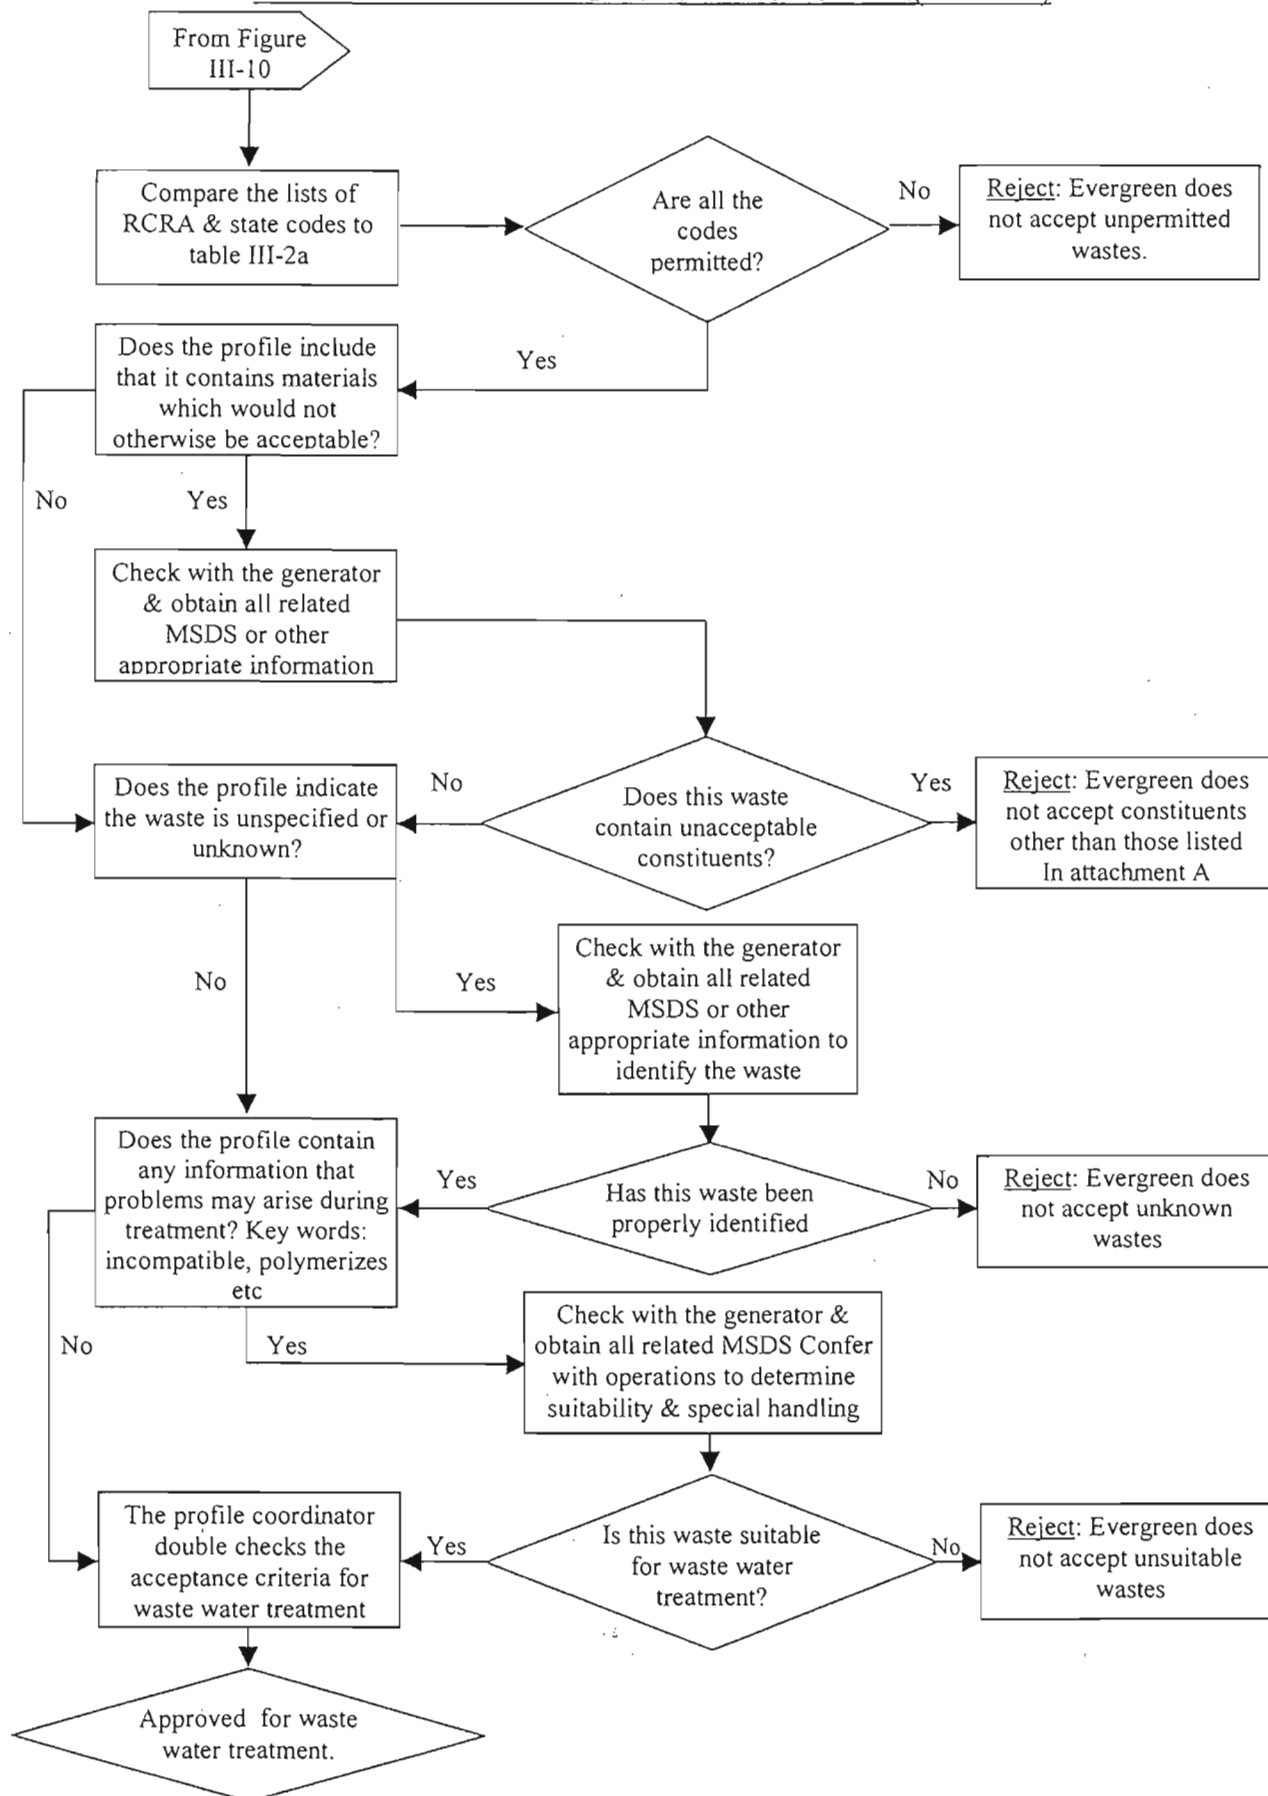 From Figure
III-10
Compare the lists of
RCRA & state codes to
table III-2a
Are all the
codes
permitted?
No
Reject: Evergreen does
not accept unpermitted
wastes.
Yes
Does the profile include
that it contains materials
which would not
otherwise be acceptable?
No
Yes
Check with the generator
& obtain all related
MSDS or other
appropriate information
Does the profile indicate
the waste is unspecified or
unknown?
No
Does this waste
contain unacceptable
constituents?
Yes
Reject: Evergreen does
not accept constituents
other than those listed
In attachment A
No
Yes
Check with the generator
& obtain all related
MSDS or other
appropriate information to
identify the waste
Does the profile contain
any information that
problems may arise during
treatment? Key words:
incompatible, polymerizes
etc
Yes
Has this waste been
properly identified
No
Reject: Evergreen does
not accept unknown
wastes
No
Yes
Check with the generator &
obtain all related MSDS Confer
with operations to determine
suitability & special handling
The profile coordinator
double checks the
acceptance criteria for
waste water treatment
Yes
Is this waste suitable
for waste water
treatment?
No
Reject: Evergreen does
not accept unsuitable
wastes
Approved for waste
water treatment.